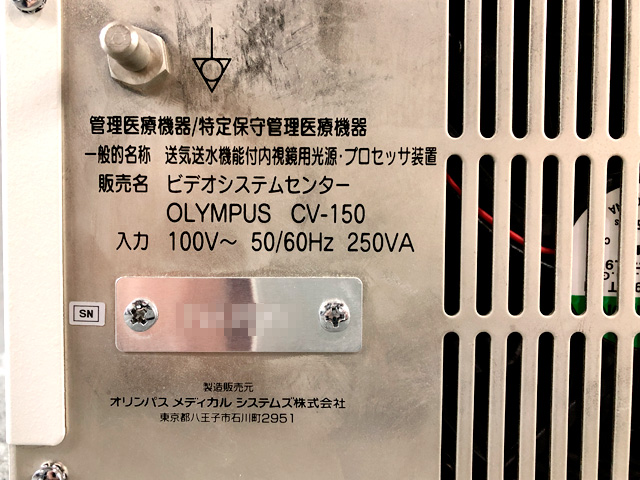 管理医療機器/特定保守管理医療機器
一般的名称 送気送水機能付内視鏡用光源・プロセッサ装置
販売名 ビデオシステムセンター
OLYMPUS CV-150
入力 100V～ 50/60Hz 250VA
SN
製造販売元
オリンパス メディカル システムズ株式会社
東京都八王子市石川町2951